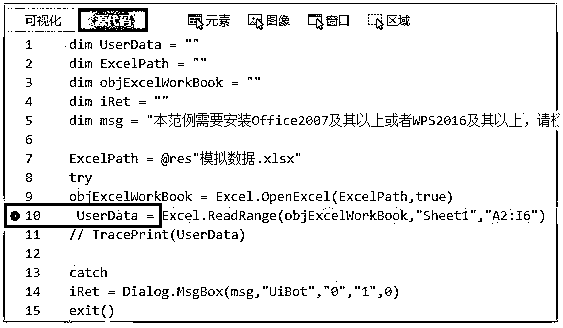 可视化 源代码 元素 图像 窗口 区域
1 dim UserData = ""
2 dim ExcelPath = ""
3 dim objExcelWorkBook = ""
4 dim iRet = ""
5 dim msg = "本范例需要安装Office2007及其以上或者WPS2016及其以上，请
6
7 ExcelPath = @res"模拟数据.xlsx"
8 try
9 objExcelWorkBook = Excel.OpenExcel(ExcelPath,true)
10 UserData = Excel.ReadRange(objExcelWorkBook,"Sheet1","A2:I6")
11 // TracePrint(UserData)
12
13 catch
14 iRet = Dialog.MsgBox(msg,"UiBot","0","1",0)
15 exit()